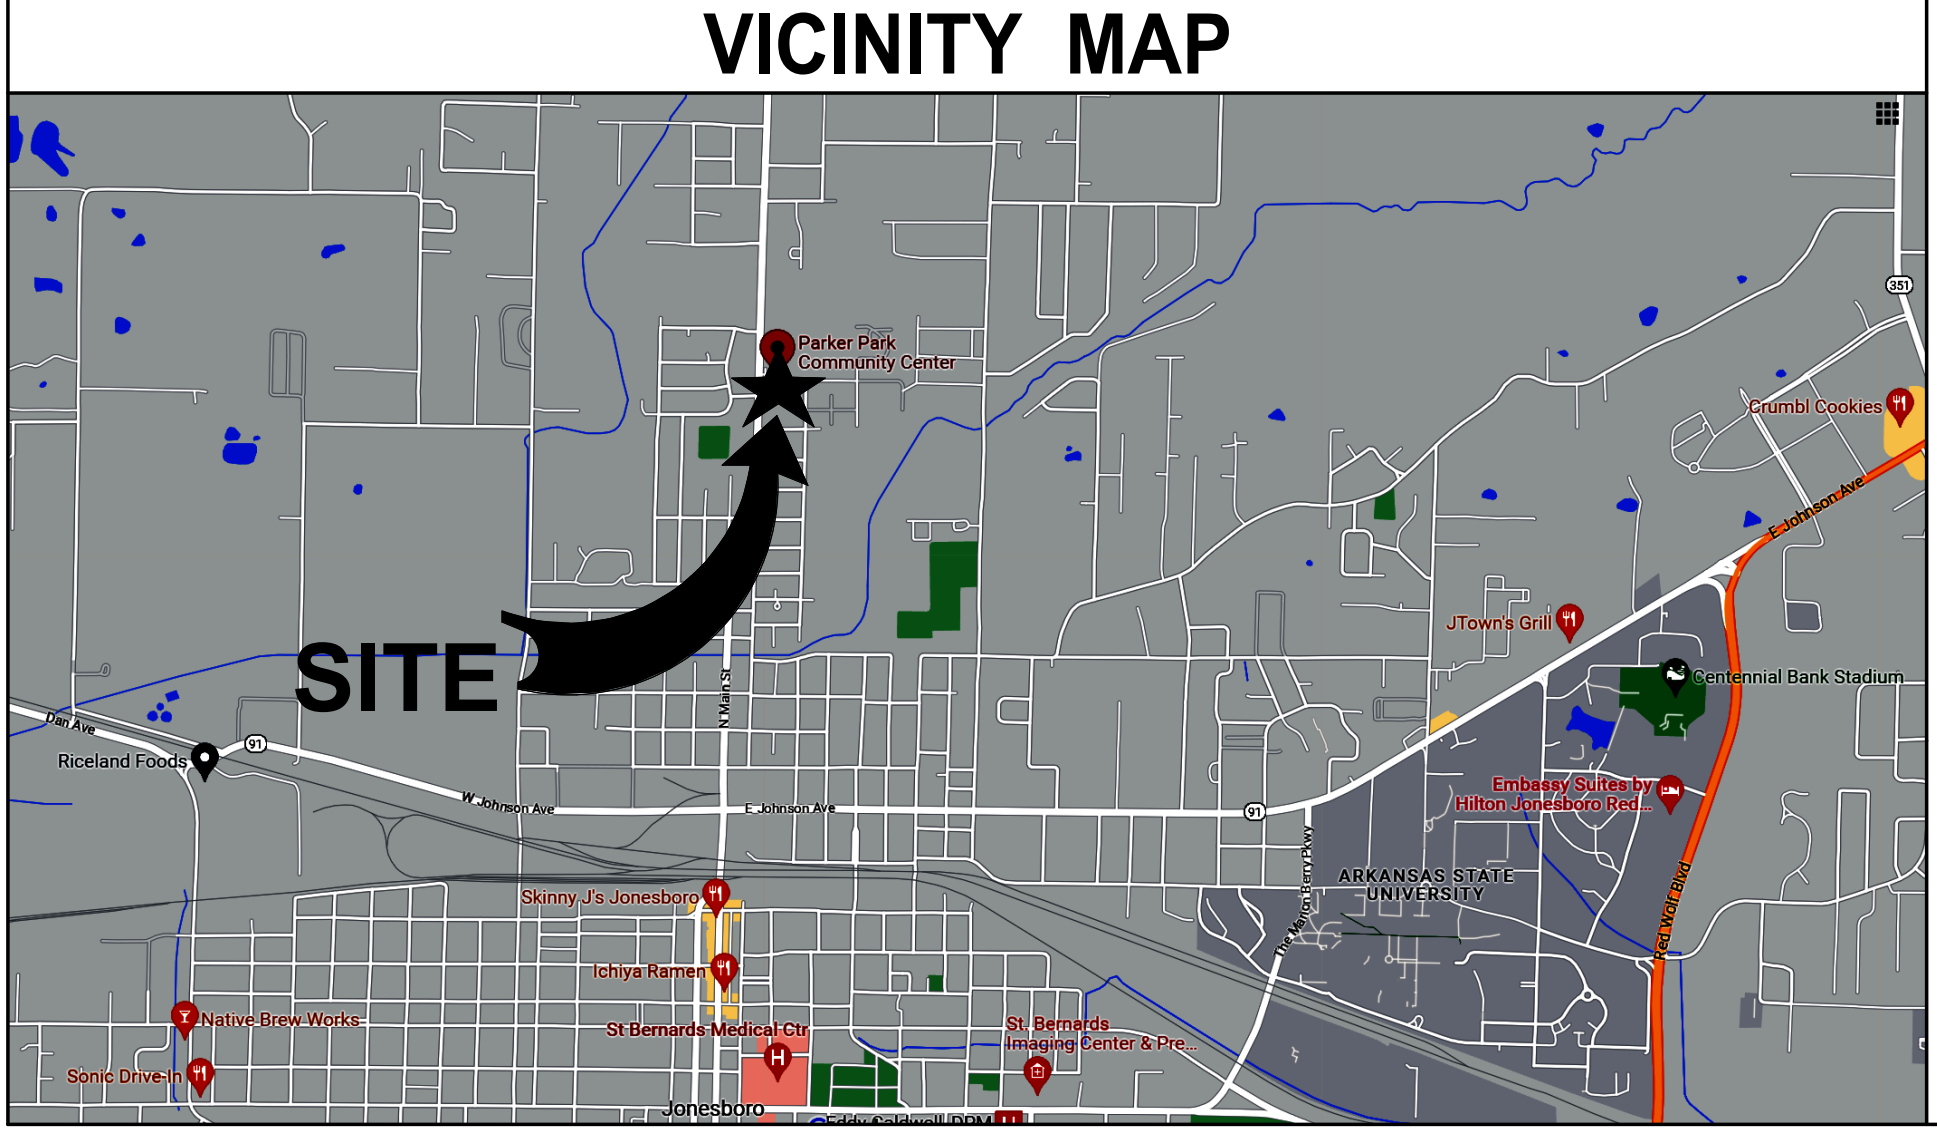 VICINITY MAP
351
Parker Park
Community Center
Crumbl Cookies
E Johnson Ave
JTown's Grill
SITE
Centennial Bank Stadium
N Main St
Dan Ave
91
Riceland Foods
W Johnson Ave
E Johnson Ave
91
Embassy Suites by
Hilton Jonesboro Red...
The Marion Berry Pkwy
ARKANSAS STATE
UNIVERSITY
Red Wolf Blvd
Skinny J's Jonesboro
Ichiya Ramen
Native Brew Works
St Bernards Medical Ctr
H
St. Bernards
Imaging Center & Pre...
Sonic Drive-In
Jonesboro
Eddy Caldwell, DPM